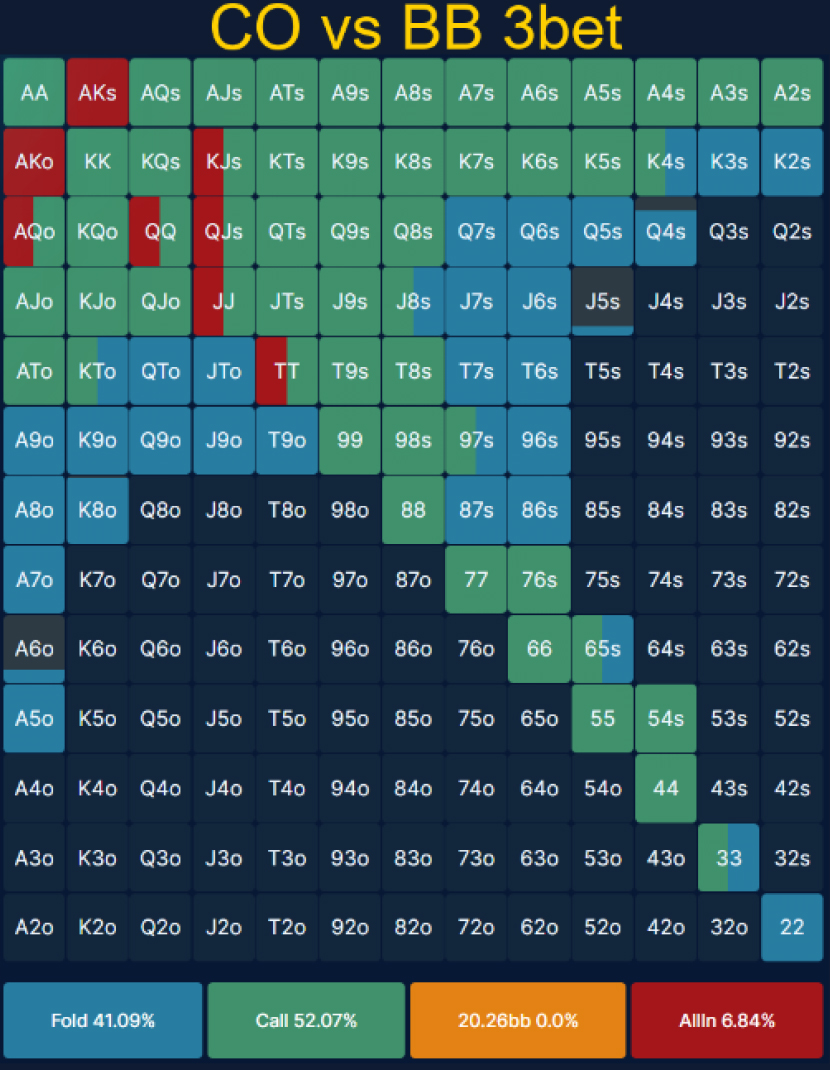 CO vs BB 3bet
AA AKs AQs AJs ATs A9s A8s A7s A6s A5s A4s A3s A2s
AKo KK KQs KJs KTs K9s K8s K7s K6s K5s K4s K3s K2s
AQo KQo QQ QJs QTs Q9s Q8s Q7s Q6s Q5s Q4s Q3s Q2s
AJo KJo QJo JJ JTs J9s J8s J7s J6s J5s J4s J3s J2s
ATo KTo QTo JTo TT T9s T8s T7s T6s T5s T4s T3s T2s
A9o K9o Q9o J9o T9o 99 98s 97s 96s 95s 94s 93s 92s
A8o K8o Q8o J8o T8o 98o 88 87s 86s 85s 84s 83s 82s
A7o K7o Q7o J7o T7o 97o 87o 77 76s 75s 74s 73s 72s
A6o K6o Q6o J6o T6o 96o 86o 76o 66 65s 64s 63s 62s
A5o K5o Q5o J5o T5o 95o 85o 75o 65o 55 54s 53s 52s
A4o K4o Q4o J4o T4o 94o 84o 74o 64o 54o 44 43s 42s
A3o K3o Q3o J3o T3o 93o 83o 73o 63o 53o 43o 33 32s
A2o K2o Q2o J2o T2o 92o 82o 72o 62o 52o 42o 32o 22
Fold 41.09% Call 52.07% 20.26bb 0.0% AllIn 6.84%